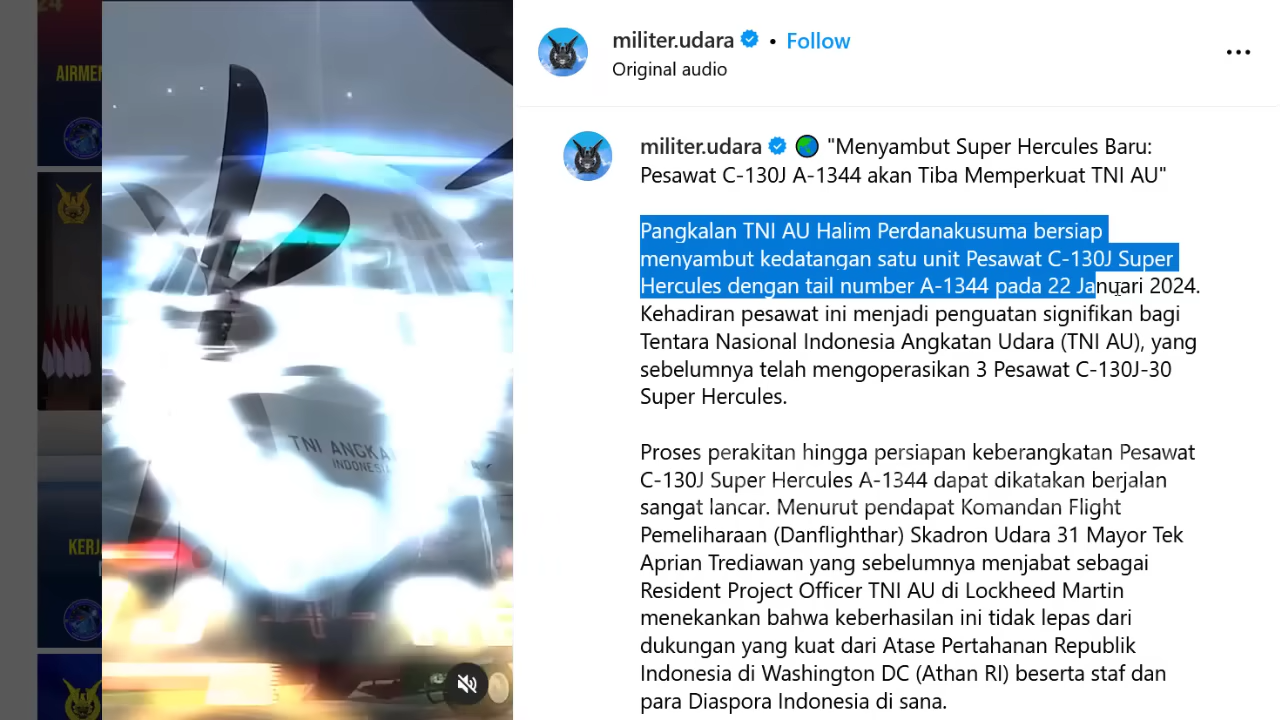 24
AIRMEN
KERJ
TNI ANGKA
INDONESIA
militer.udara • Follow
Original audio
militer.udara "Menyambut Super Hercules Baru:
Pesawat C-130J A-1344 akan Tiba Memperkuat TNI AU"
Pangkalan TNI AU Halim Perdanakusuma bersiap
menyambut kedatangan satu unit Pesawat C-130J Super
Hercules dengan tail number A-1344 pada 22 Januari 2024.
Kehadiran pesawat ini menjadi penguatan signifikan bagi
Tentara Nasional Indonesia Angkatan Udara (TNI AU), yang
sebelumnya telah mengoperasikan 3 Pesawat C-130J-30
Super Hercules.
Proses perakitan hingga persiapan keberangkatan Pesawat
C-130J Super Hercules A-1344 dapat dikatakan berjalan
sangat lancar. Menurut pendapat Komandan Flight
Pemeliharaan (Danflighthar) Skadron Udara 31 Mayor Tek
Aprian Trediawan yang sebelumnya menjabat sebagai
Resident Project Officer TNI AU di Lockheed Martin
menekankan bahwa keberhasilan ini tidak lepas dari
dukungan yang kuat dari Atase Pertahanan Republik
Indonesia di Washington DC (Athan RI) beserta staf dan
para Diaspora Indonesia di sana.